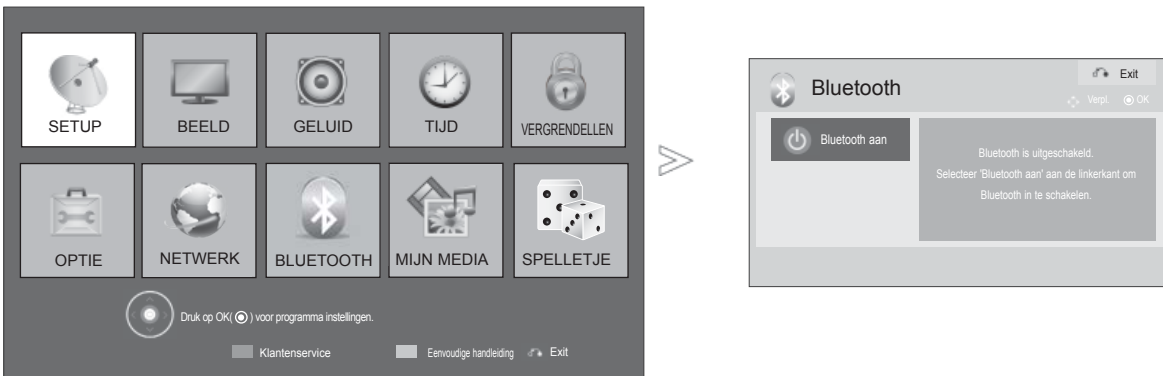 SETUP BEELD GELUID TIJD VERGRENDELLEN
OPTIE NETWERK BLUETOOTH MIJN MEDIA SPELLETJE
Druk op OK( ) voor programma instellingen.
Klantenservice Eenvoudige handleiding Exit
Bluetooth
Exit
Verpl. OK
Bluetooth aan
Bluetooth is uitgeschakeld.
Selecteer 'Bluetooth aan' aan de linkerkant om
Bluetooth in te schakelen.